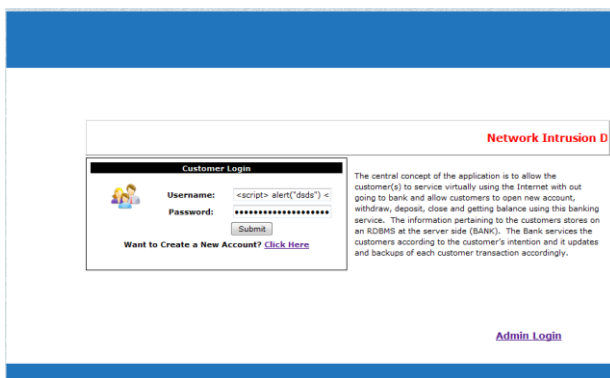 Network Intrusion D
Customer Login
Username: <script> alert("dsds") <
Password:
Submit
Want to Create a New Account? Click Here
The central concept of the application is to allow the
customer(s) to service virtually using the Internet with out
going to bank and allow customers to open new account,
withdraw, deposit, close and getting balance using this banking
service. The information pertaining to the customers stores on
an RDBMS at the server side (BANK). The Bank services the
customers according to the customer's intention and it updates
and backups of each customer transaction accordingly.
Admin Login